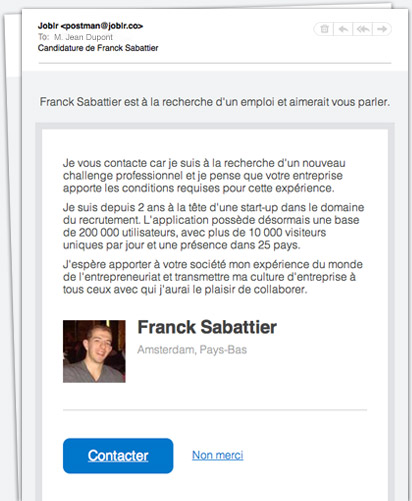 Joblr <postman@joblr.co>
To: M. Jean Dupont
Candidature de Franck Sabattier
Franck Sabattier est à la recherche d'un emploi et aimerait vous parler.
Je vous contacte car je suis à la recherche d'un nouveau
challenge professionnel et je pense que votre entreprise
apporte les conditions requises pour cette expérience.
Je suis depuis 2 ans à la tête d'une start-up dans le domaine
du recrutement. L'application possède désormais une base
de 200 000 utilisateurs, avec plus de 10 000 visiteurs
uniques par jour et une présence dans 25 pays.
J'espère apporter à votre société mon expérience du monde
de l'entrepreneuriat et transmettre ma culture d'entreprise à
tous ceux avec qui j'aurai le plaisir de collaborer.
Franck Sabattier
Amsterdam, Pays-Bas
Contacter
Non merci